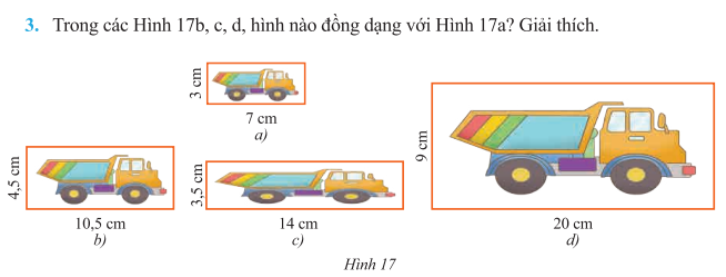 3. Trong các Hình 17b, c, d, hình nào đồng dạng với Hình 17a? Giải thích.
3 cm
7 cm
a)
4,5 cm
10,5 cm
b)
3,5 cm
14 cm
c)
9 cm
20 cm
d)
Hình 17